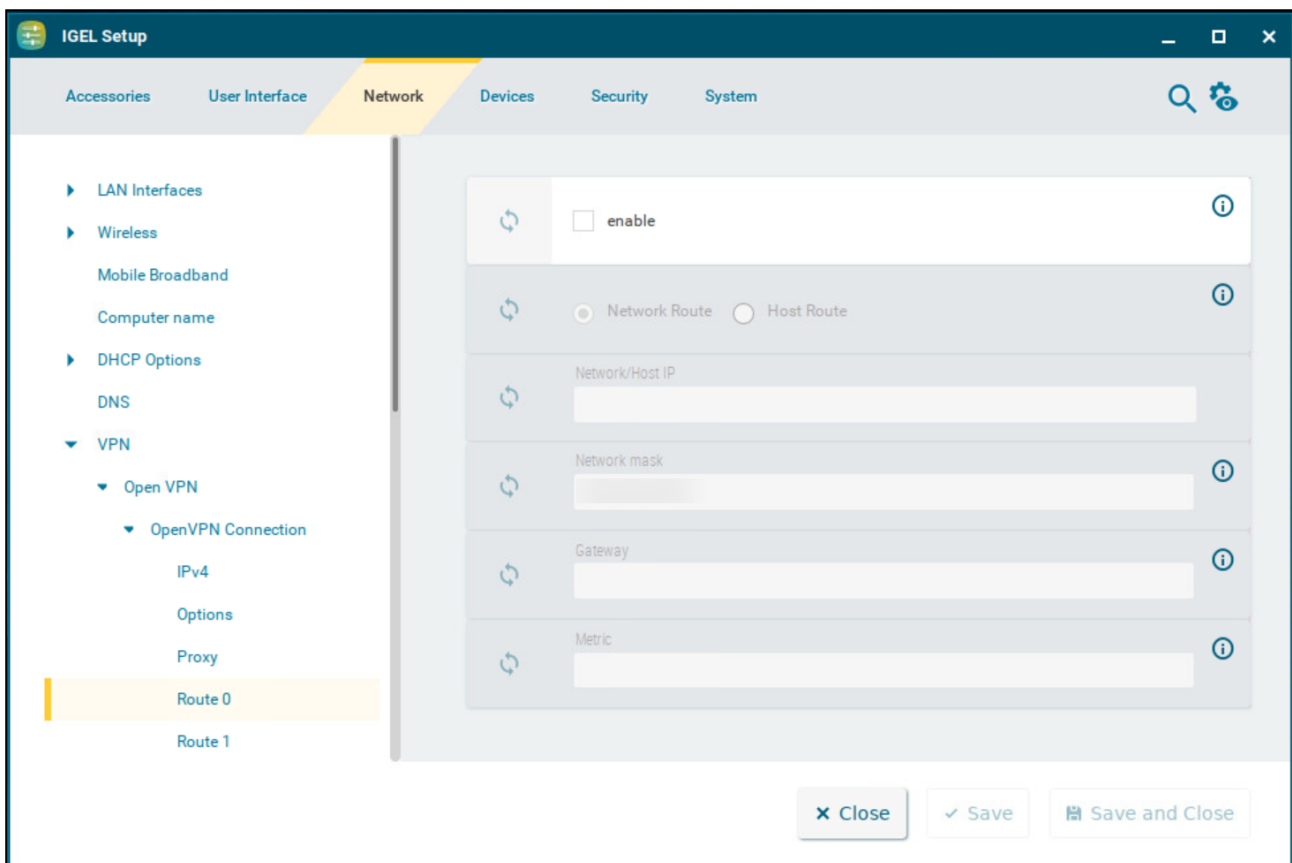 IGEL Setup
Accessories
User Interface
Network
Devices
Security
System
LAN Interfaces
Wireless
Mobile Broadband
Computer name
DHCP Options
DNS
VPN
Open VPN
OpenVPN Connection
IPv4
Options
Proxy
Route 0
Route 1
enable
Network Route
Host Route
Network/Host IP
Network mask
Gateway
Metric
Close
Save
Save and Close